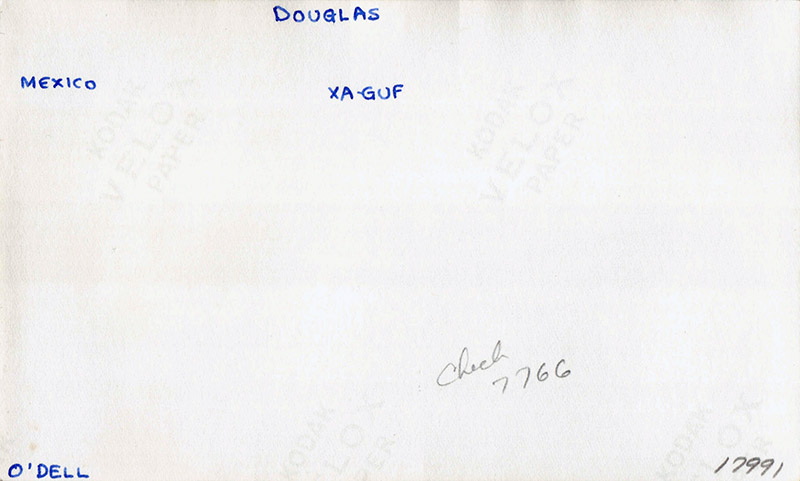 DOUGLAS
MEXICO
XA-GUF
KODAK
VELOX
PAPER
KODAK
VELOX
PAPER
Check
7766
KODAK
VELOX
PAPER
KODAK
VELOX
PAPER
O'DELL
17991